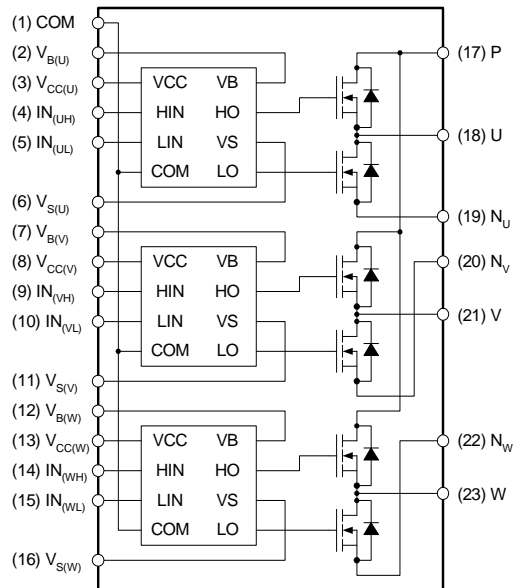 (1) COM
(2) V_B(U)
(3) V_CC(U)
(4) IN_(UH)
(5) IN_(UL)
(6) V_S(U)
(7) V_B(V)
(8) V_CC(V)
(9) IN_(VH)
(10) IN_(VL)
(11) V_S(V)
(12) V_B(W)
(13) V_CC(W)
(14) IN_(WH)
(15) IN_(WL)
(16) V_S(W)
VCC VB
HIN HO
LIN VS
COM LO
VCC VB
HIN HO
LIN VS
COM LO
VCC VB
HIN HO
LIN VS
COM LO
(17) P
(18) U
(19) N_U
(20) N_V
(21) V
(22) N_W
(23) W